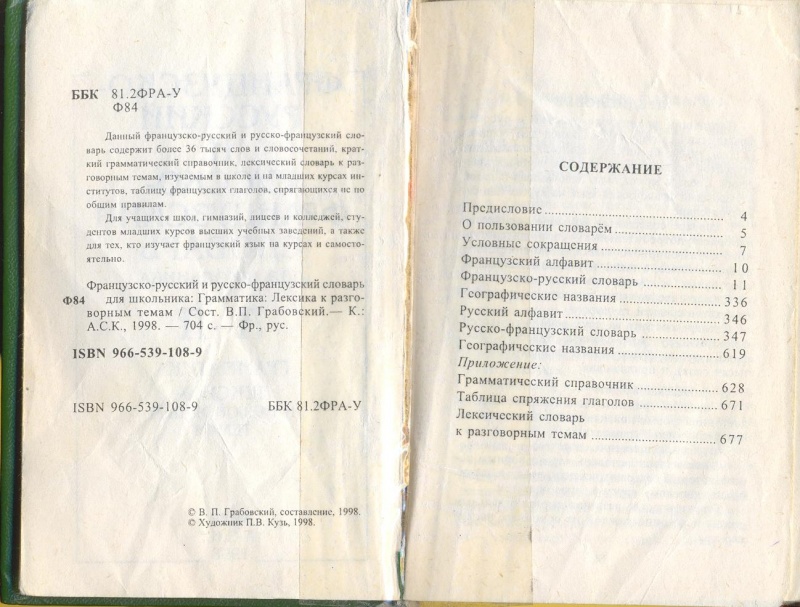 ББК 81.2ФРА-У
Ф84
Данный французско-русский и русско-французский сло-
варь содержит более 36 тысяч слов и словосочетаний, крат-
кий грамматический справочник, лексический словарь к раз-
говорным темам, изучаемым в школе и на младших курсах ин-
ститутов, таблицу французских глаголов, спрягающихся не по
общим правилам.
Для учащихся школ, гимназий, лицеев и колледжей, сту-
дентов младших курсов высших учебных заведений, а также
для тех, кто изучает французский язык на курсах и самосто-
ятельно.
Французско-русский и русско-французский словарь
Ф84 для школьника: Грамматика: Лексика к разго-
ворным темам / Сост. В.П. Грабовский.— К.:
А.С.К., 1998. — 704 с. — Фр., рус.
ISBN 966-539-108-9
ISBN 966-539-108-9 ББК 81.2ФРА-У
© В. П. Грабовский, составление, 1998.
© Художник П.В. Кузь, 1998.
СОДЕРЖАНИЕ
Предисловие 4
О пользовании словарём 5
Условные сокращения 7
Французский алфавит 10
Французско-русский словарь 11
Географические названия 336
Русский алфавит 346
Русско-французский словарь 347
Географические названия 619
Приложение:
Грамматический справочник 628
Таблица спряжения глаголов 671
Лексический словарь
к разговорным темам 677